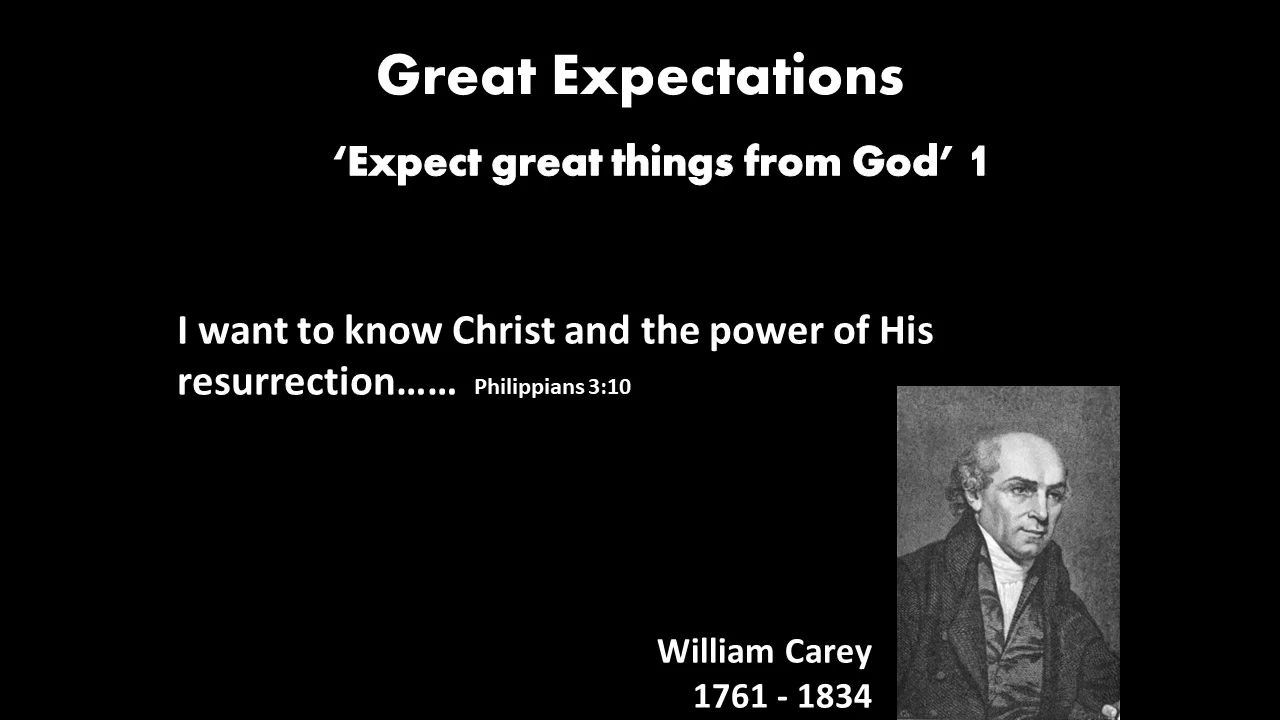 Great Expectations
‘Expect great things from God’ 1
I want to know Christ and the power of His
resurrection…… Philippians 3:10
William Carey
1761 - 1834